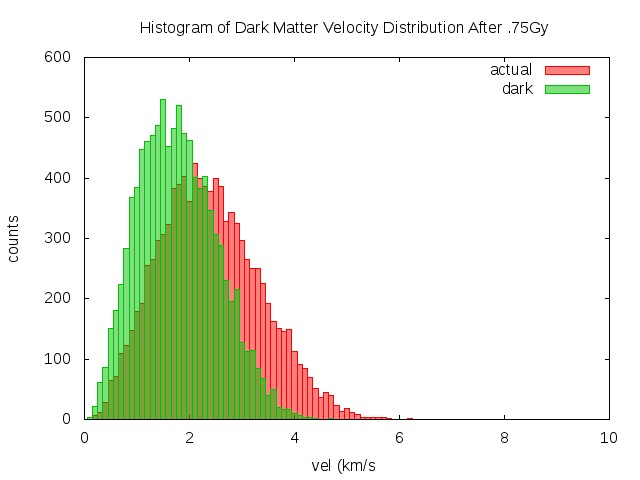 Histogram of Dark Matter Velocity Distribution After .75Gy
600
actual
dark
500
400
300
200
100
0
counts
0 2 4 6 8 10
vel (km/s